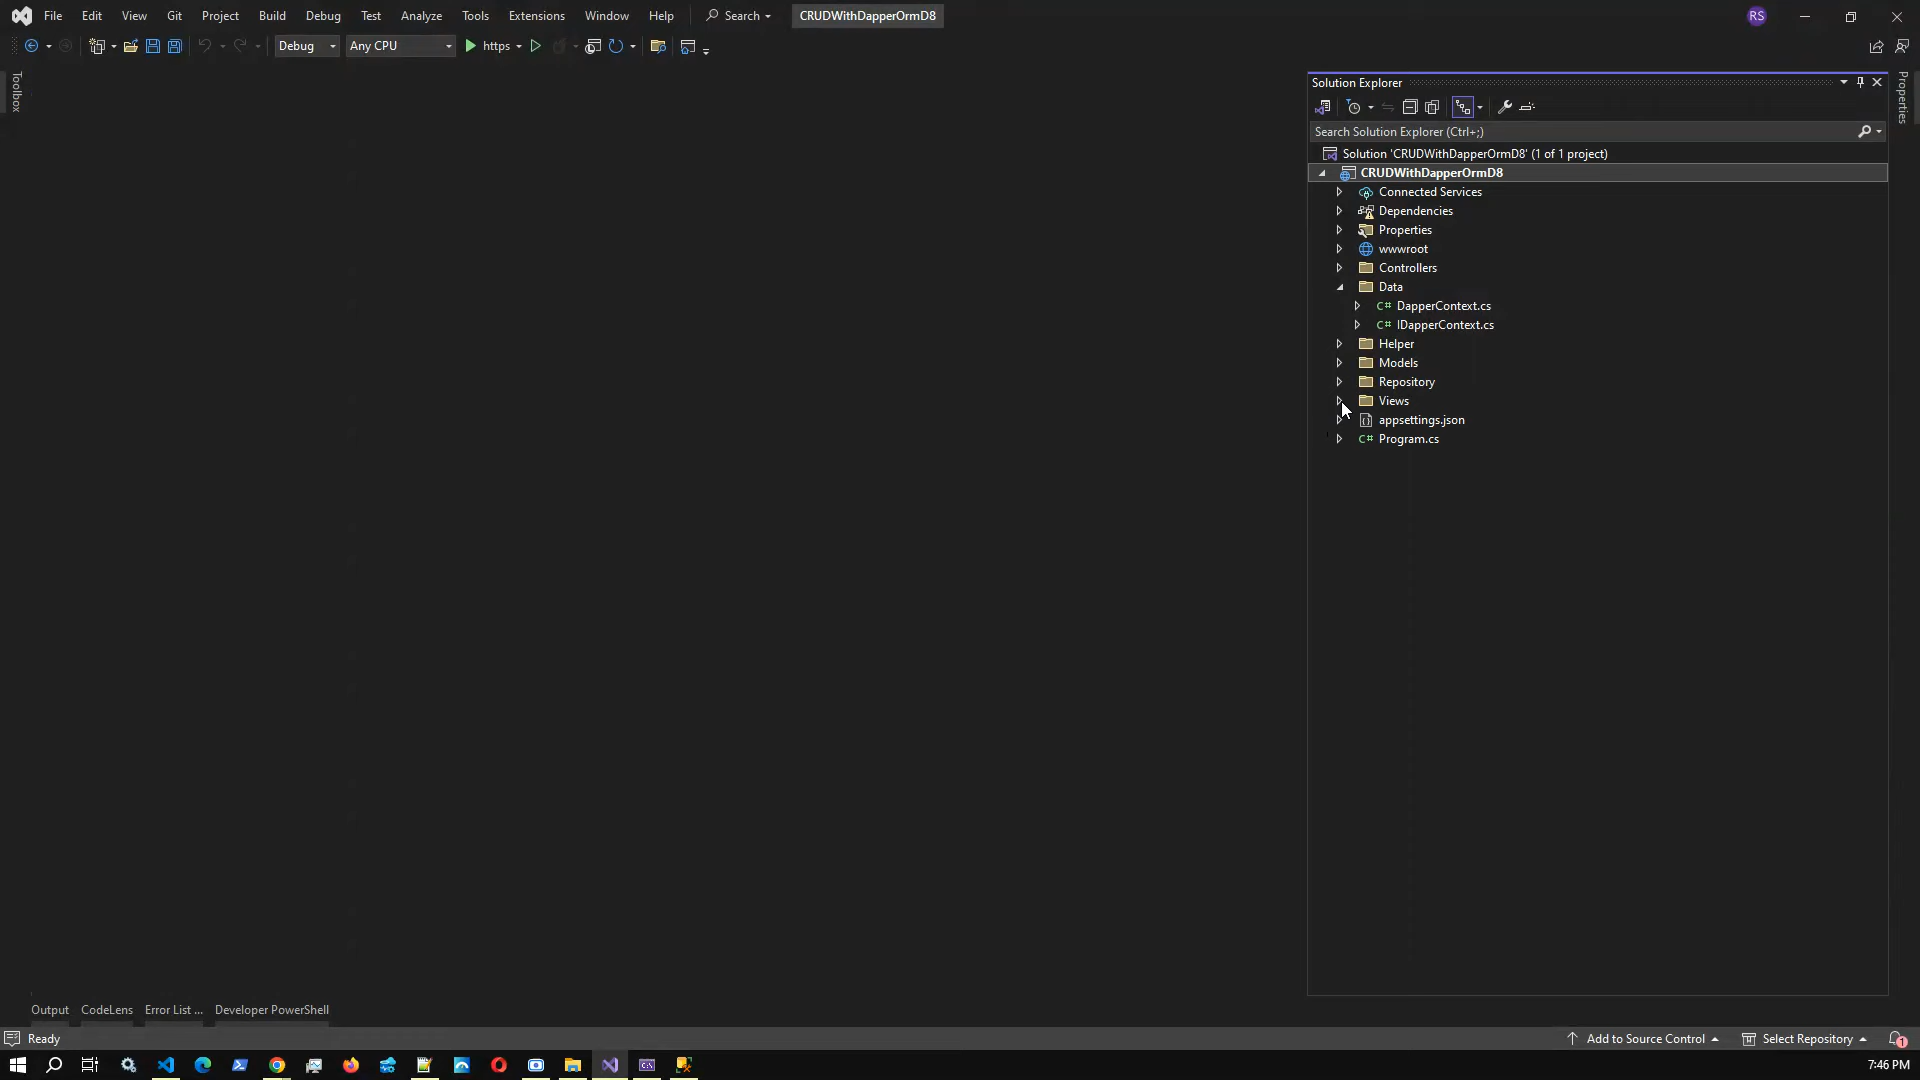 File Edit View Git Project Build Debug Test Analyze Tools Extensions Window Help Search CRUDWithDapperOrmD8 RS
Debug Any CPU https
Toolbox
Properties
Solution Explorer
Search Solution Explorer (Ctrl+;)
Solution 'CRUDWithDapperOrmD8' (1 of 1 project)
CRUDWithDapperOrmD8
Connected Services
Dependencies
Properties
wwwroot
Controllers
Data
C# DapperContext.cs
C# IDapperContext.cs
Helper
Models
Repository
Views
appsettings.json
C# Program.cs
Output CodeLens Error List ... Developer PowerShell
Ready Add to Source Control Select Repository 1
7:46 PM